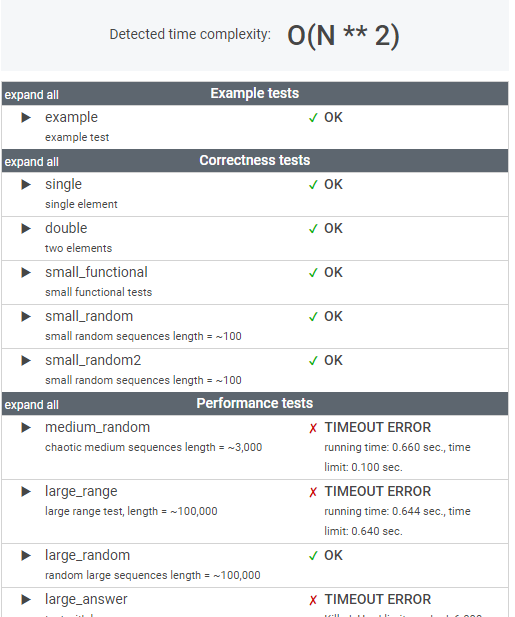 Detected time complexity: O(N ** 2)
expand all Example tests
example ✓ OK
example test
expand all Correctness tests
single ✓ OK
single element
double ✓ OK
two elements
small_functional ✓ OK
small functional tests
small_random ✓ OK
small random sequences length = ~100
small_random2 ✓ OK
small random sequences length = ~100
expand all Performance tests
medium_random ✗ TIMEOUT ERROR
chaotic medium sequences length = ~3,000 running time: 0.660 sec., time
limit: 0.100 sec.
large_range ✗ TIMEOUT ERROR
large range test, length = ~100,000 running time: 0.644 sec., time
limit: 0.640 sec.
large_random ✓ OK
random large sequences length = ~100,000
large_answer ✗ TIMEOUT ERROR